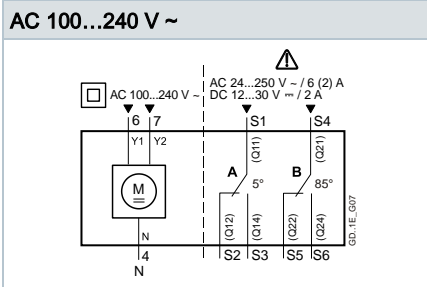 AC 100...240 V ~
AC 100...240 V ~
AC 24...250 V ~ / 6 (2) A
DC 12...30 V ⎓ / 2 A
6 7 S1 S4
Y1 Y2 (Q11) (Q21)
A B
M 5° 85°
N (Q12) (Q14) (Q22) (Q24)
4 S2 S3 S5 S6
N
GD..1E_G07